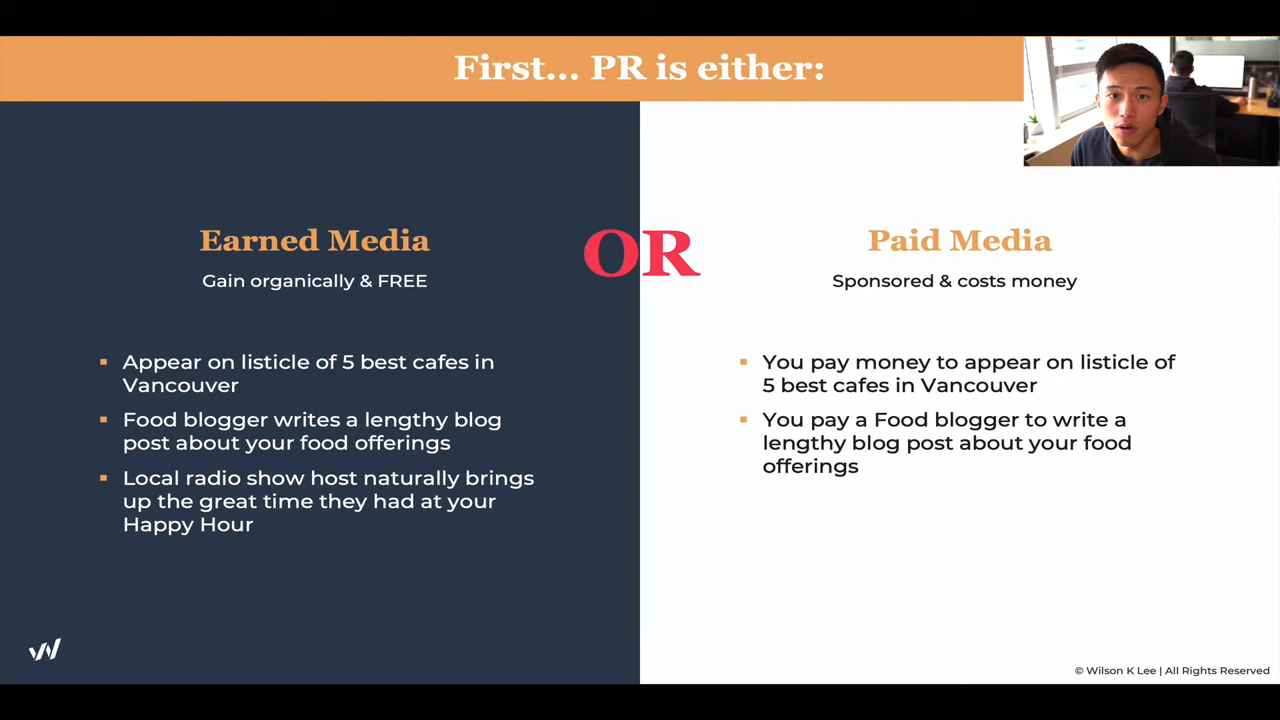 First... PR is either:
Earned Media
Gain organically & FREE
▪ Appear on listicle of 5 best cafes in
Vancouver
▪ Food blogger writes a lengthy blog
post about your food offerings
▪ Local radio show host naturally brings
up the great time they had at your
Happy Hour
OR
Paid Media
Sponsored & costs money
▪ You pay money to appear on listicle of
5 best cafes in Vancouver
▪ You pay a Food blogger to write a
lengthy blog post about your food
offerings
© Wilson K Lee | All Rights Reserved